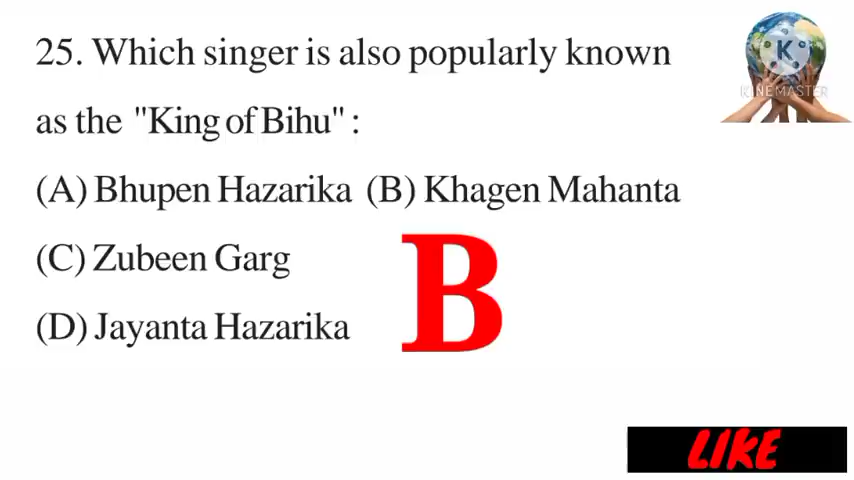 25. Which singer is also popularly known
as the "King of Bihu" :
(A) Bhupen Hazarika (B) Khagen Mahanta
(C) Zubeen Garg
(D) Jayanta Hazarika
B
K
KINEMASTER
LIKE